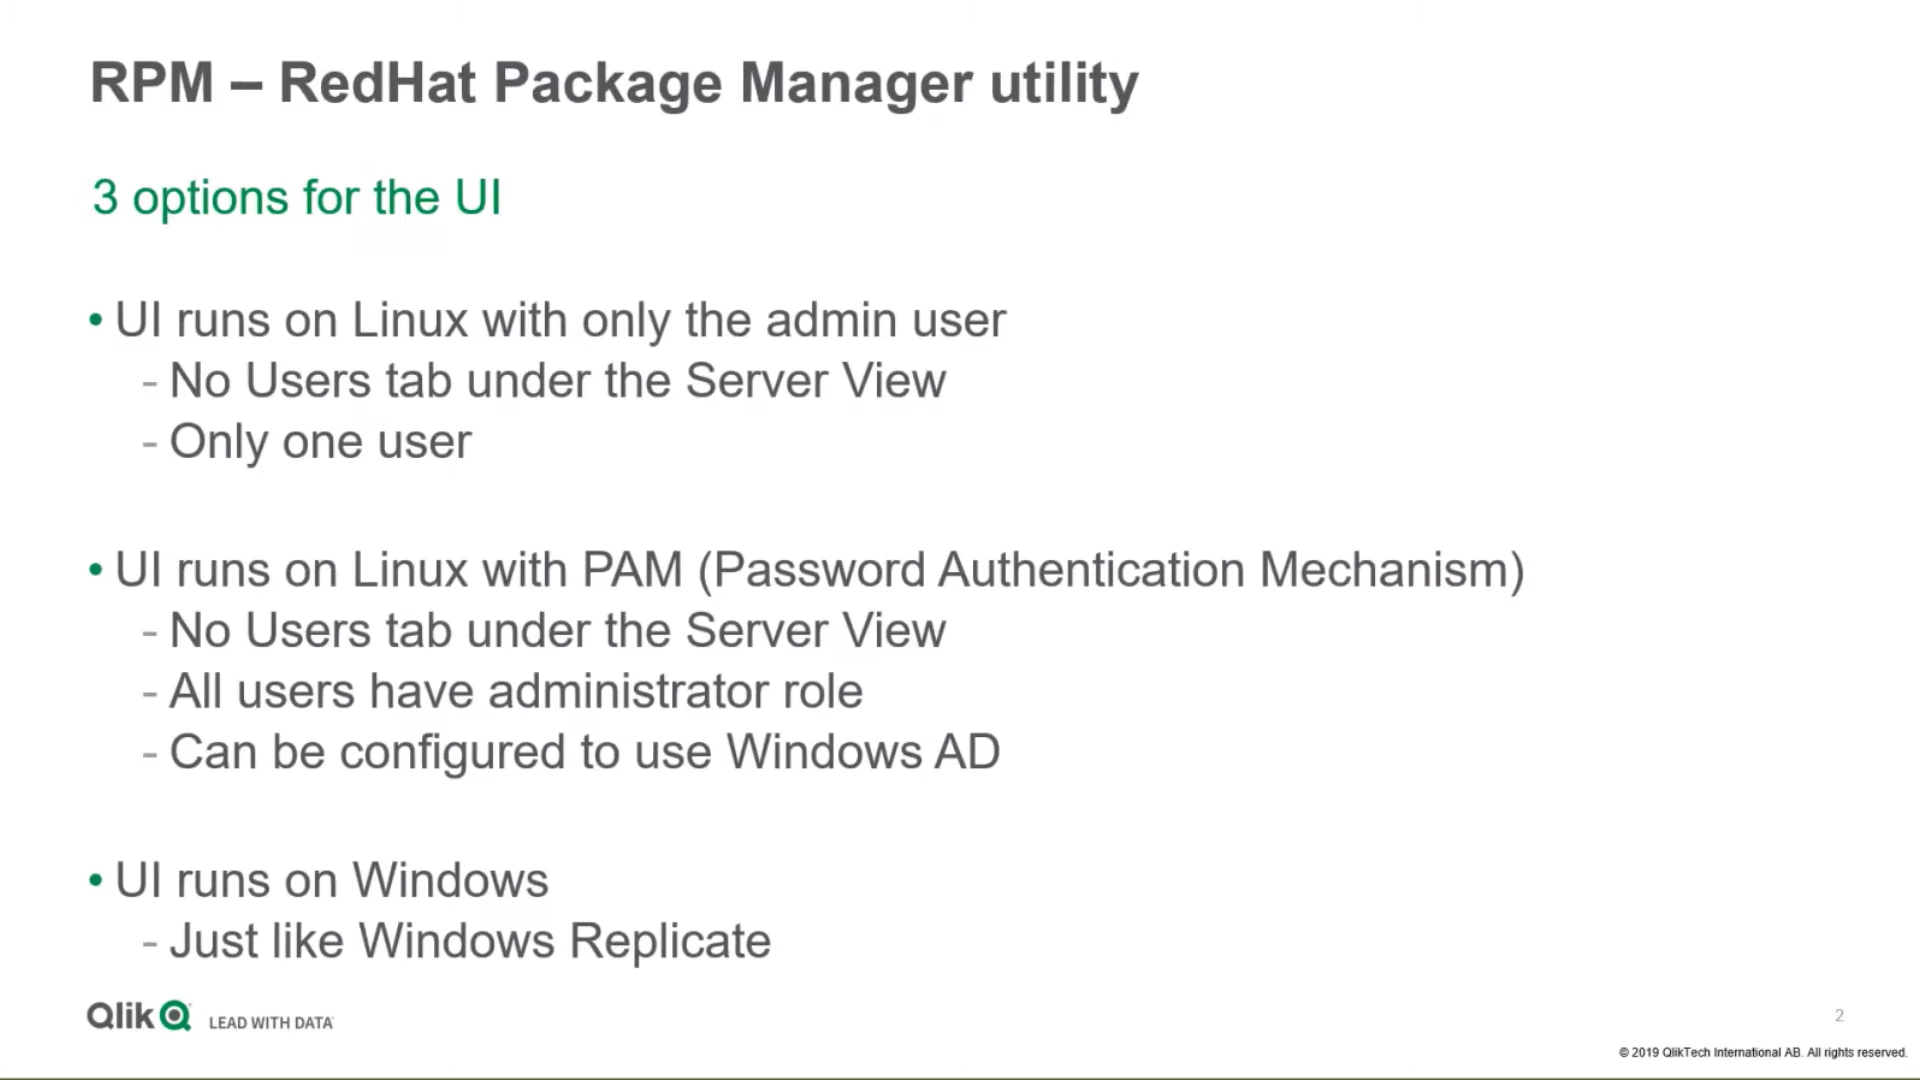 RPM – RedHat Package Manager utility
3 options for the UI
• UI runs on Linux with only the admin user
- No Users tab under the Server View
- Only one user
• UI runs on Linux with PAM (Password Authentication Mechanism)
- No Users tab under the Server View
- All users have administrator role
- Can be configured to use Windows AD
• UI runs on Windows
- Just like Windows Replicate
Qlik LEAD WITH DATA
2
© 2019 QlikTech International AB. All rights reserved.